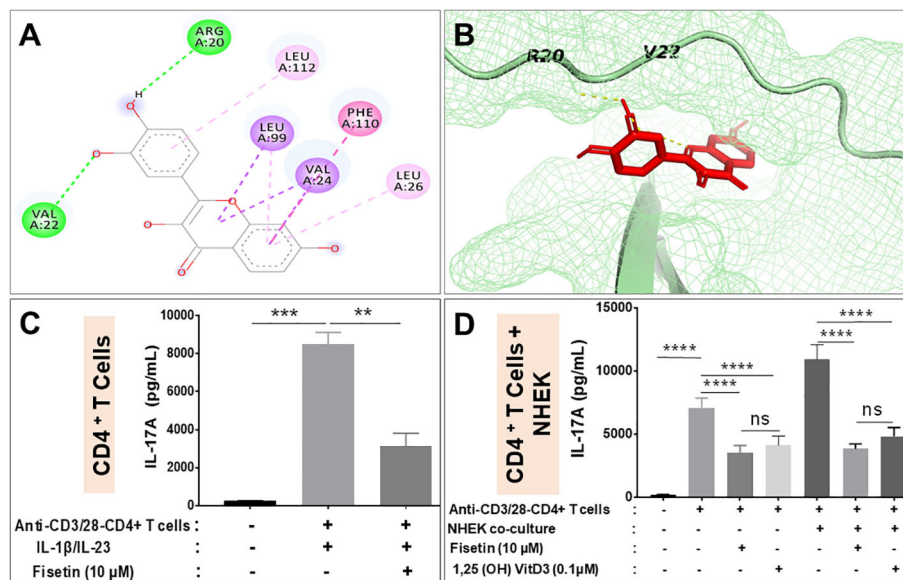 A
ARG
A:20
LEU
A:112
LEU
A:99
PHE
A:110
VAL
A:24
LEU
A:26
VAL
A:22
H
O
O
O
O
O
O
B
R20
V22
C
CD4⁺ T Cells
IL-17A (pg/mL)
10000
8000
6000
4000
2000
0
***
**
Anti-CD3/28-CD4+ T cells : - + +
IL-1β/IL-23 : - + +
Fisetin (10 µM) : - - +
D
CD4⁺ T Cells +
NHEK
IL-17A (pg/mL)
15000
10000
5000
0
****
****
****
ns
****
****
ns
Anti-CD3/28-CD4+ T cells : - + + + + + +
NHEK co-culture : - - - - + + +
Fisetin (10 µM) : - - + - - + -
1,25 (OH) VitD3 (0.1µM) : - - - + - - +